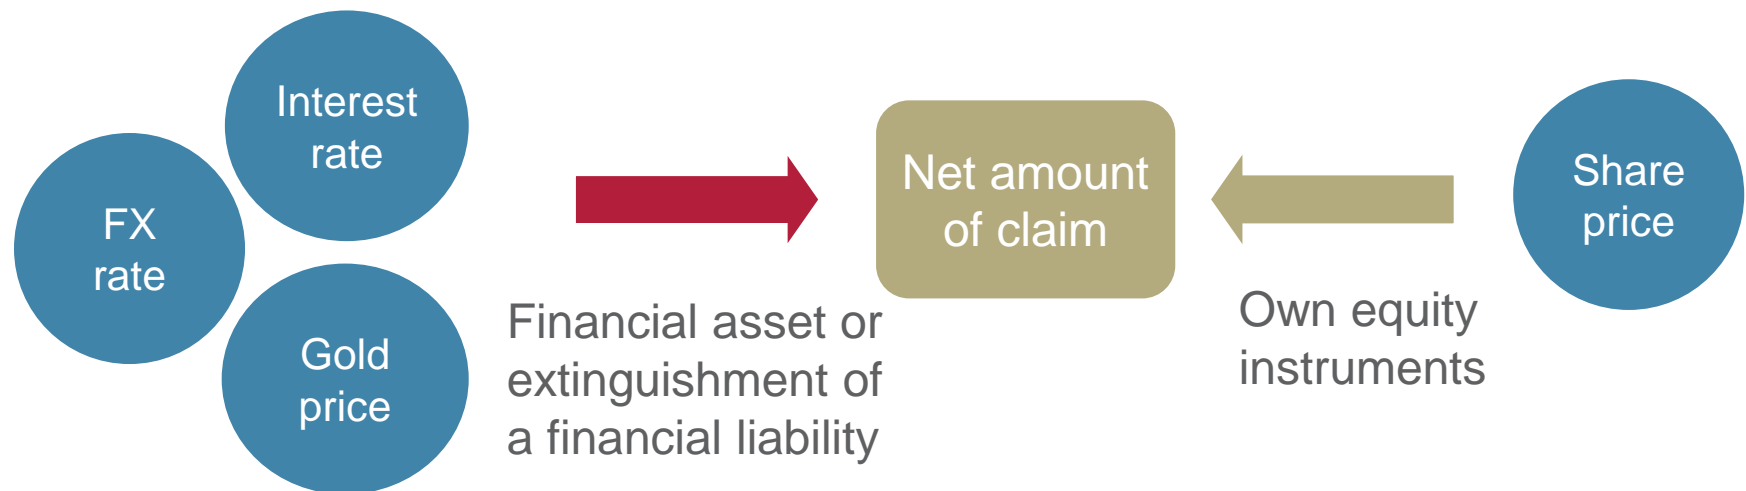 Interest
rate
FX
rate
Gold
price
Financial asset or
extinguishment of
a financial liability
Net amount
of claim
Own equity
instruments
Share
price